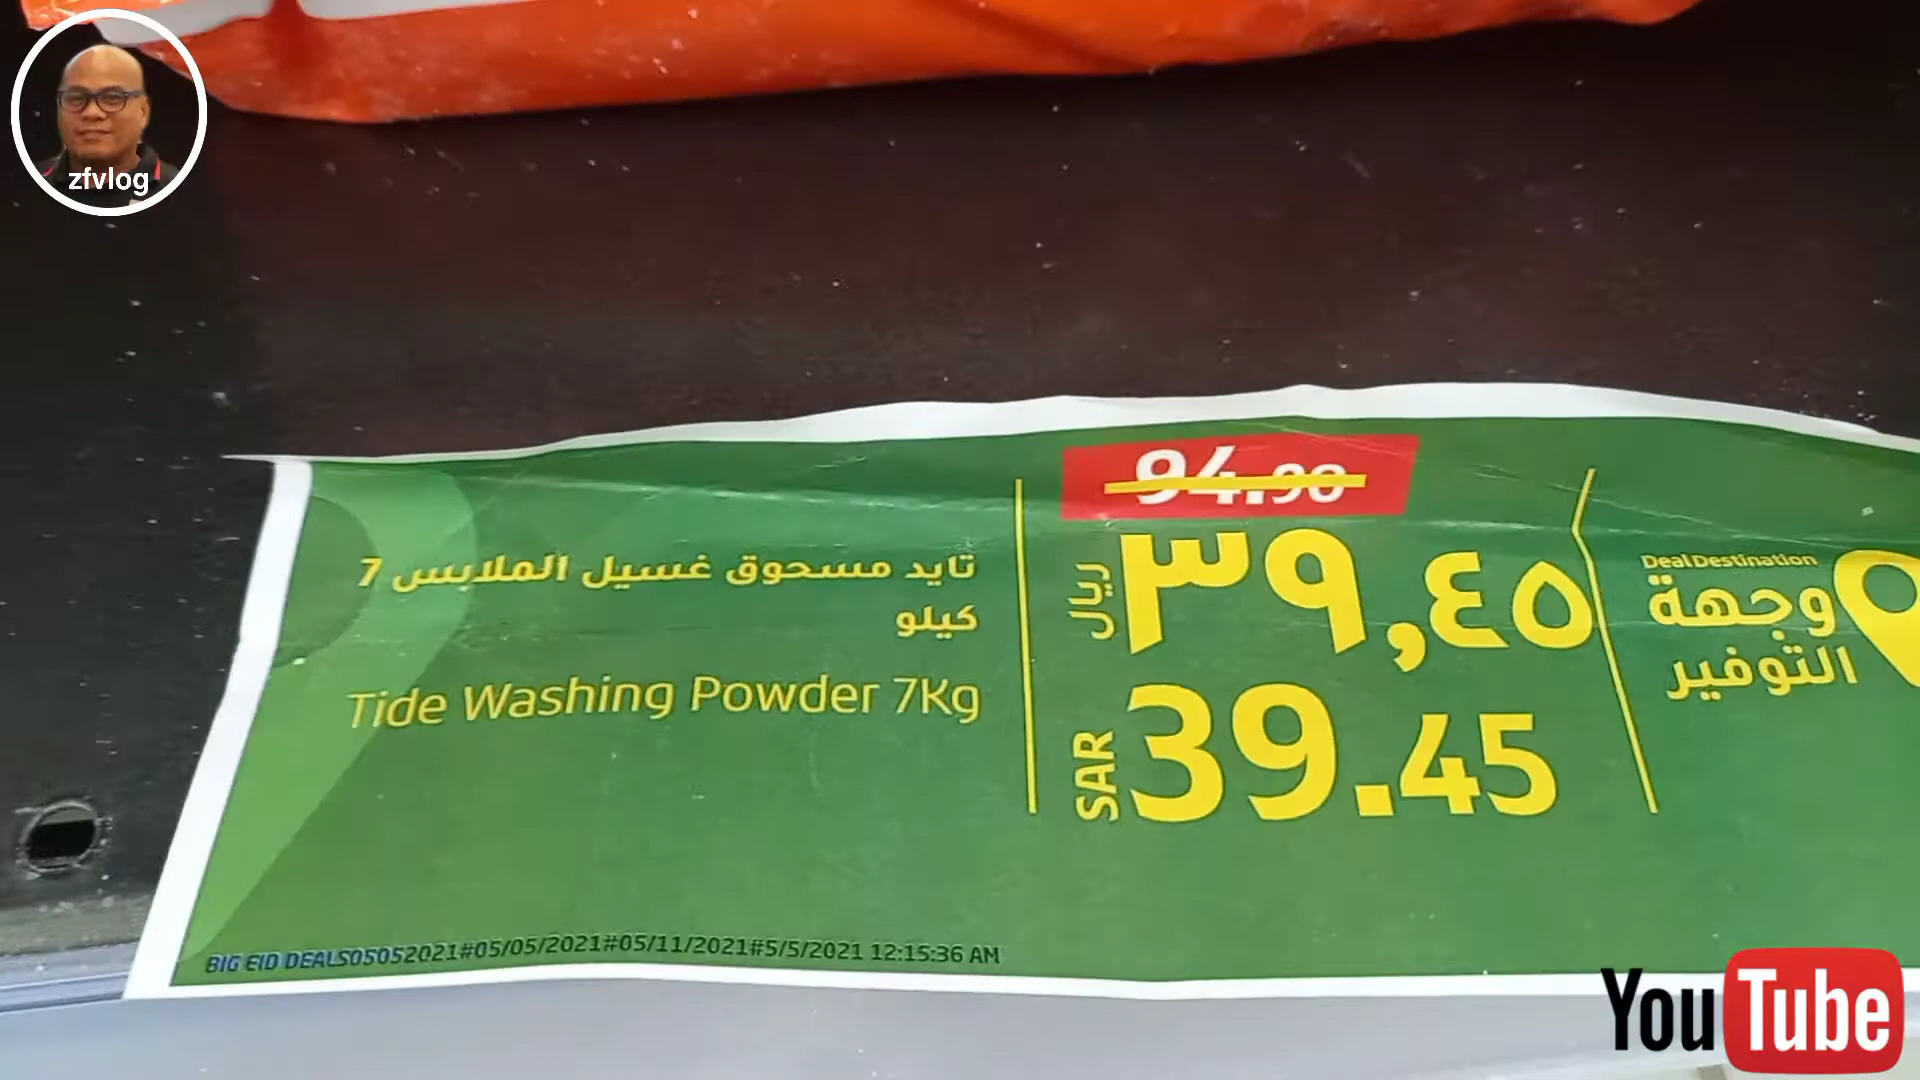 zfvlog
94.90
تايد مسحوق غسيل الملابس 7
كيلو
Tide Washing Powder 7Kg
ريال ٣٩,٤٥
SAR 39.45
Deal Destination
وجهة
التوفير
BIG EID DEALS05052021#05/05/2021#05/11/2021#5/5/2021 12:15:36 AM
YouTube